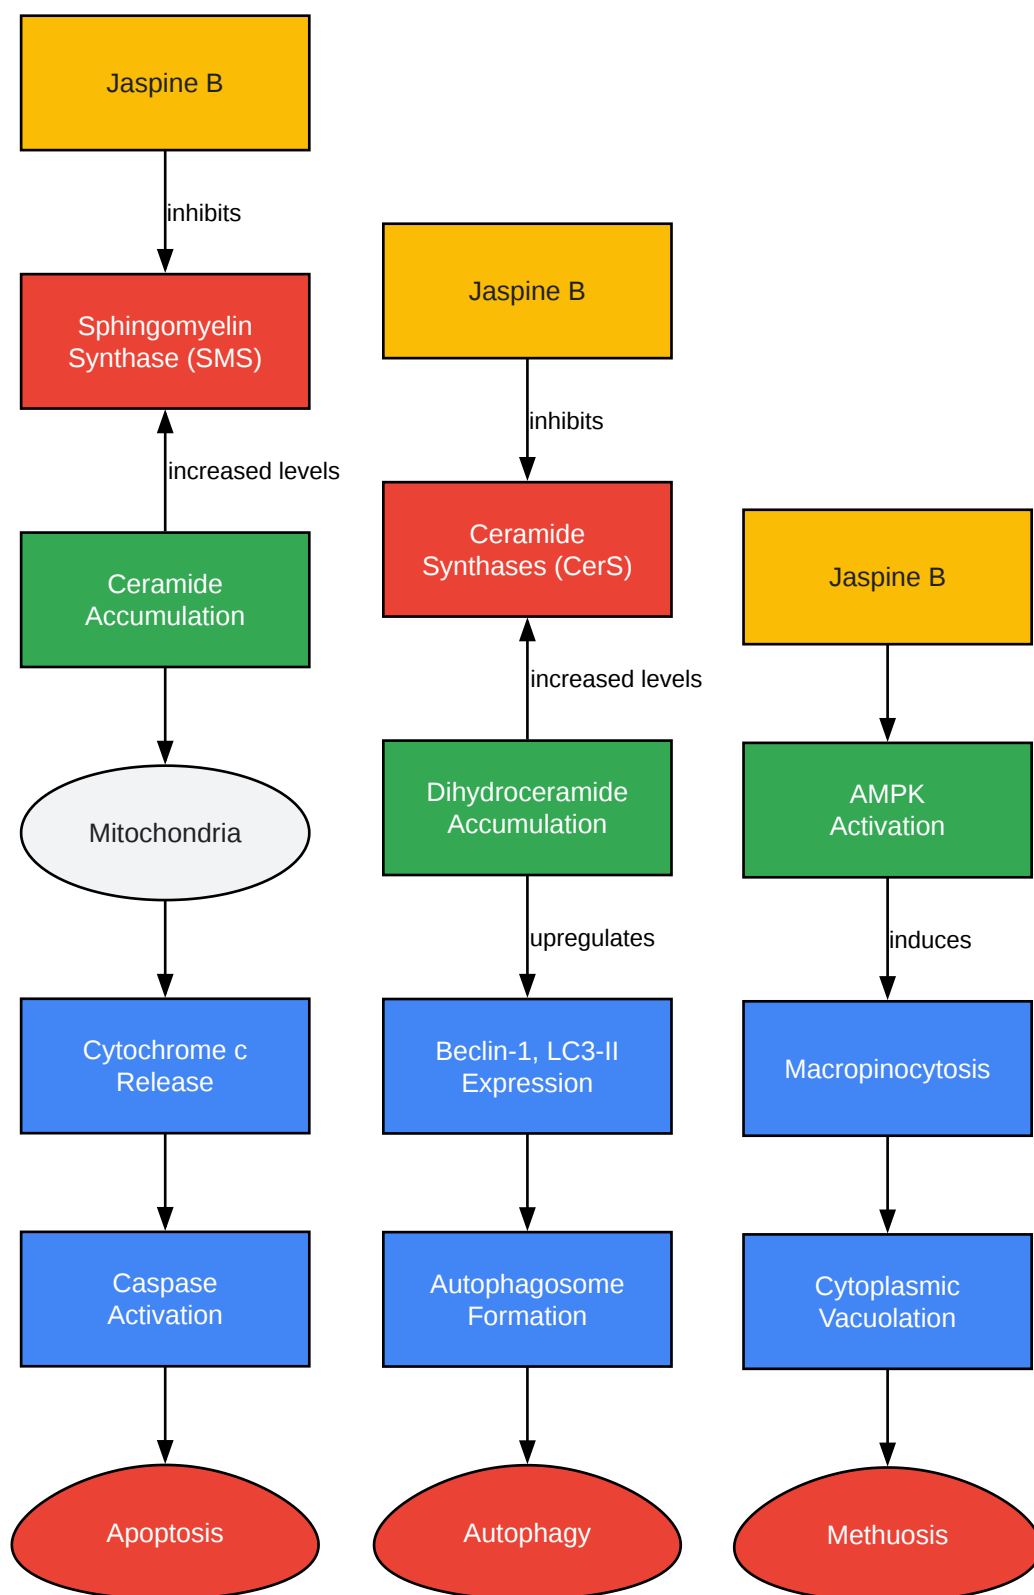 Jaspine B
inhibits
Sphingomyelin
Synthase (SMS)
increased levels
Ceramide
Accumulation
Mitochondria
Cytochrome c
Release
Caspase
Activation
Apoptosis
Jaspine B
inhibits
Ceramide
Synthases (CerS)
increased levels
Dihydroceramide
Accumulation
upregulates
Beclin-1, LC3-II
Expression
Autophagosome
Formation
Autophagy
Jaspine B
AMPK
Activation
induces
Macropinocytosis
Cytoplasmic
Vacuolation
Methuosis